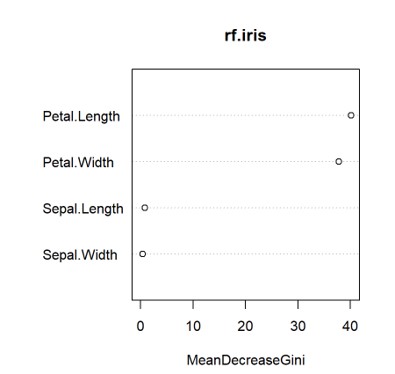 rf.iris
Petal.Length
Petal.Width
Sepal.Length
Sepal.Width
0 10 20 30 40
MeanDecreaseGini